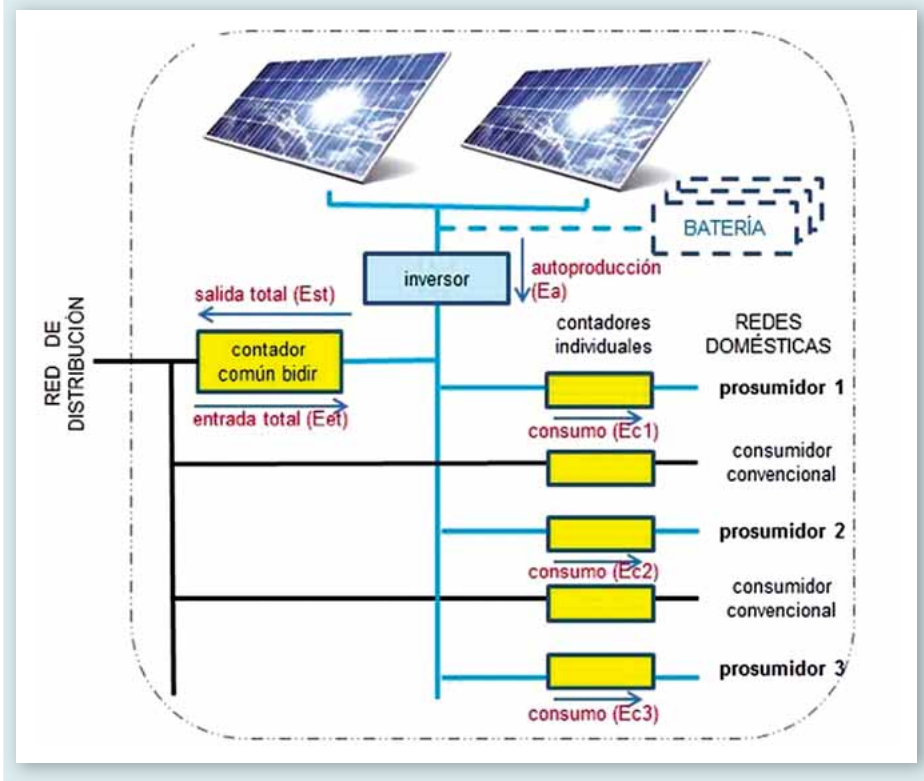 BATERÍA
inversor
autoproducción
(Ea)
salida total (Est)
contador
común bidir
entrada total (Eet)
RED DE
DISTRIBUCIÓN
contadores
individuales
REDES
DOMÉSTICAS
prosumidor 1
consumo (Ec1)
consumidor
convencional
prosumidor 2
consumo (Ec2)
consumidor
convencional
prosumidor 3
consumo (Ec3)